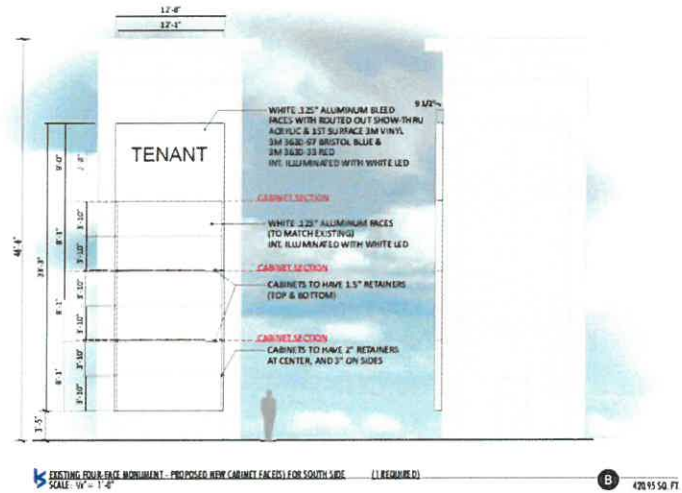 12'-8"
12'-1"
9 1/2"
WHITE .125" ALUMINUM BLEED
FACES WITH ROUTED OUT SHOW-THRU
ACRYLIC & 1ST SURFACE 3M VINYL
3M 3630-97 BRISTOL BLUE &
3M 3630-33 RED
INT. ILLUMINATED WITH WHITE LED
TENANT
9'-0"
CABINET SECTION
WHITE .125" ALUMINUM FACES
(TO MATCH EXISTING)
INT. ILLUMINATED WITH WHITE LED
3'-10"
8'-1"
3'-10"
CABINET SECTION
CABINETS TO HAVE 1.5" RETAINERS
(TOP & BOTTOM)
3'-10"
8'-1"
3'-10"
CABINET SECTION
CABINETS TO HAVE 2" RETAINERS
AT CENTER, AND 3" ON SIDES
3'-10"
8'-1"
3'-10"
3'-5"
EXISTING FOUR-FACE MONUMENT - PROPOSED NEW CABINET FACE(S) FOR SOUTH SIDE (1 REQUIRED)
SCALE: 1'-0"
B
420.95 SQ. FT.